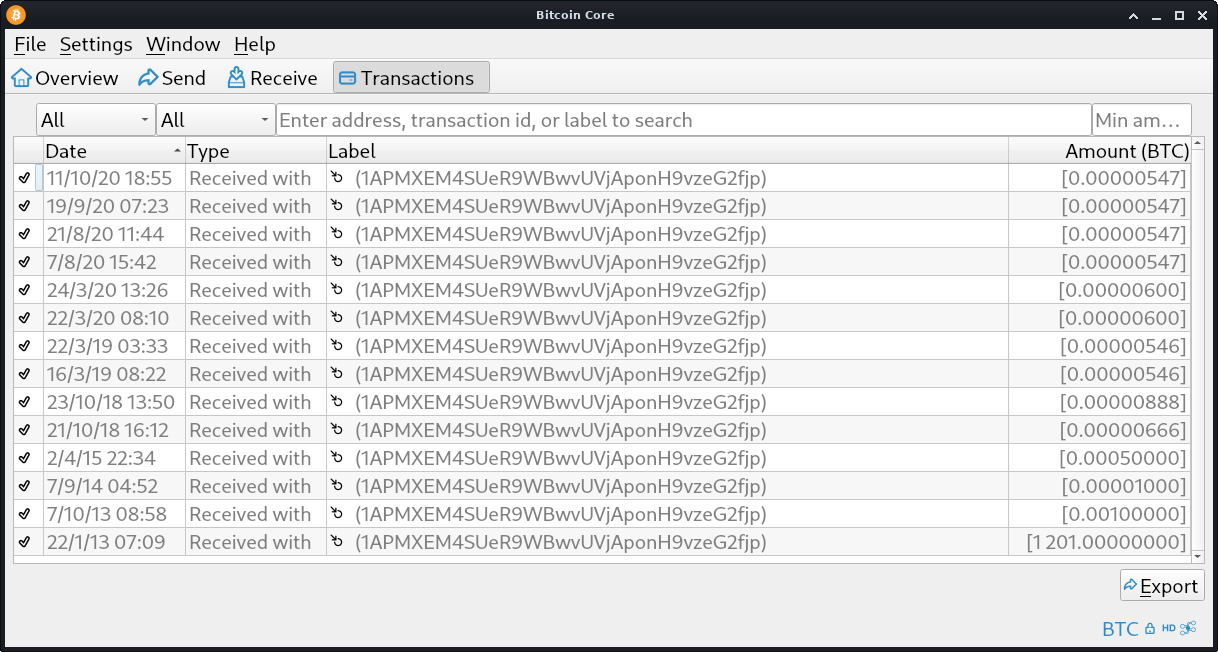 Bitcoin Core
File Settings Window Help
Overview Send Receive Transactions
All All Enter address, transaction id, or label to search Min am…
Date Type Label Amount (BTC)
11/10/20 18:55 Received with (1APMXEM4SUeR9WBwvUVjAponH9vzeG2fjp) [0.00000547]
19/9/20 07:23 Received with (1APMXEM4SUeR9WBwvUVjAponH9vzeG2fjp) [0.00000547]
21/8/20 11:44 Received with (1APMXEM4SUeR9WBwvUVjAponH9vzeG2fjp) [0.00000547]
7/8/20 15:42 Received with (1APMXEM4SUeR9WBwvUVjAponH9vzeG2fjp) [0.00000547]
24/3/20 13:26 Received with (1APMXEM4SUeR9WBwvUVjAponH9vzeG2fjp) [0.00000600]
22/3/20 08:10 Received with (1APMXEM4SUeR9WBwvUVjAponH9vzeG2fjp) [0.00000600]
22/3/19 03:33 Received with (1APMXEM4SUeR9WBwvUVjAponH9vzeG2fjp) [0.00000546]
16/3/19 08:22 Received with (1APMXEM4SUeR9WBwvUVjAponH9vzeG2fjp) [0.00000546]
23/10/18 13:50 Received with (1APMXEM4SUeR9WBwvUVjAponH9vzeG2fjp) [0.00000888]
21/10/18 16:12 Received with (1APMXEM4SUeR9WBwvUVjAponH9vzeG2fjp) [0.00000666]
2/4/15 22:34 Received with (1APMXEM4SUeR9WBwvUVjAponH9vzeG2fjp) [0.00050000]
7/9/14 04:52 Received with (1APMXEM4SUeR9WBwvUVjAponH9vzeG2fjp) [0.00001000]
7/10/13 08:58 Received with (1APMXEM4SUeR9WBwvUVjAponH9vzeG2fjp) [0.00100000]
22/1/13 07:09 Received with (1APMXEM4SUeR9WBwvUVjAponH9vzeG2fjp) [1 201.00000000]
Export
BTC HD